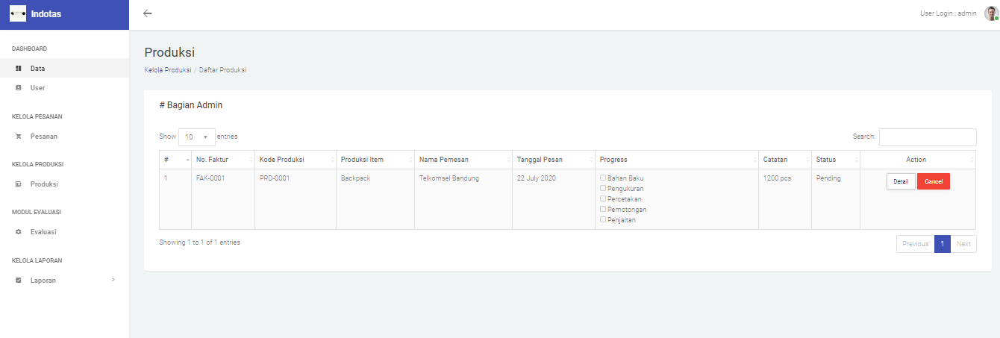 Indotas
User Login : admin
DASHBOARD
Data
User
KELOLA PESANAN
Pesanan
KELOLA PRODUKSI
Produksi
MODUL EVALUASI
Evaluasi
KELOLA LAPORAN
Laporan
Produksi
Kelola Produksi / Daftar Produksi
# Bagian Admin
Show 10 entries
Search:
# No. Faktur Kode Produksi Produksi Item Nama Pemesan Tanggal Pesan Progress Catatan Status Action
1 FAK-0001 PRD-0001 Backpack Telkomsel Bandung 22 July 2020 Bahan Baku 1200 pcs Pending Detail Cancel
Pengukuran
Percetakan
Pemotongan
Penjaitan
Showing 1 to 1 of 1 entries
Previous 1 Next